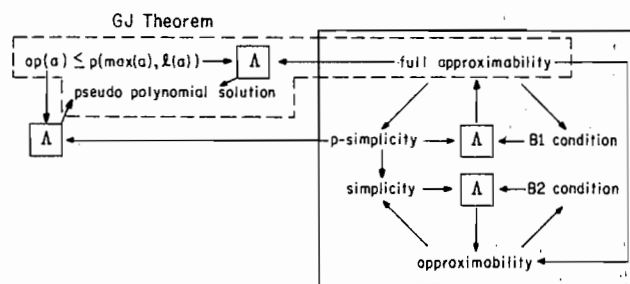 GJ Theorem
op(a) ≤ p(max(a), ℓ(a)) Λ full approximability
pseudo polynomial solution
Λ p-simplicity Λ B1 condition
simplicity Λ B2 condition
approximability